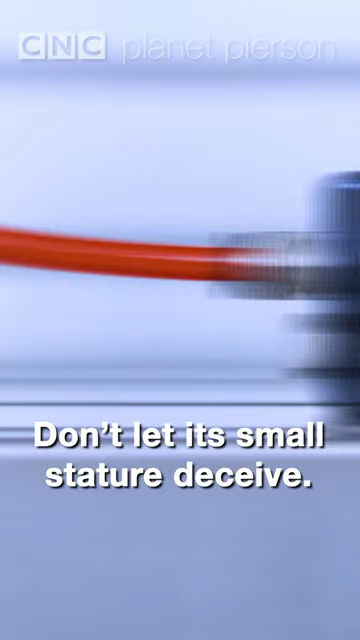 CNC planet pierson
Don't let its small
stature deceive.